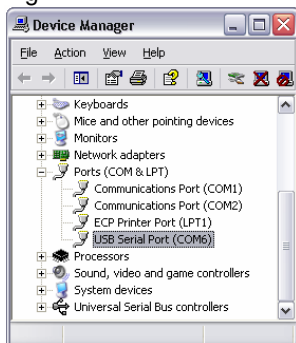 g
Device Manager
File Action View Help
Keyboards
Mice and other pointing devices
Monitors
Network adapters
Ports (COM & LPT)
Communications Port (COM1)
Communications Port (COM2)
ECP Printer Port (LPT1)
USB Serial Port (COM6)
Processors
Sound, video and game controllers
System devices
Universal Serial Bus controllers